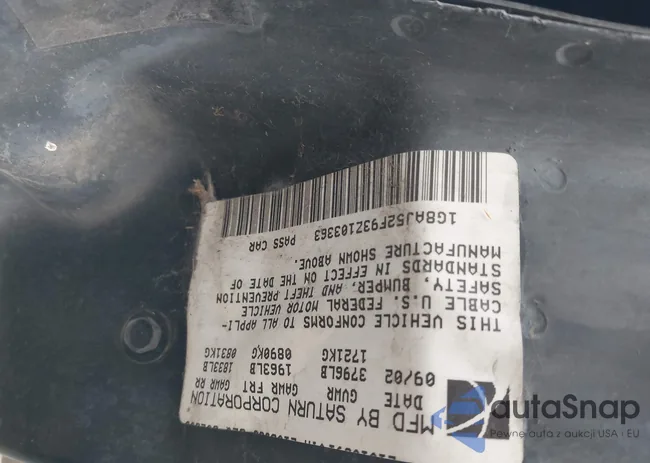 MFD BY SATURN CORPORATION
DATE GVWR GAWR FRT GAWR RR
09/02 3796LB 1963LB 1833LB
1721KG 0890KG 0831KG
THIS VEHICLE CONFORMS TO ALL APPLI-
CABLE U.S. FEDERAL MOTOR VEHICLE
SAFETY, BUMPER, AND THEFT PREVENTION
STANDARDS IN EFFECT ON THE DATE OF
MANUFACTURE SHOWN ABOVE.
1G8AJ52F93Z103363 PASS CAR
autoSnap
Pewne auta z aukcji USA i EU